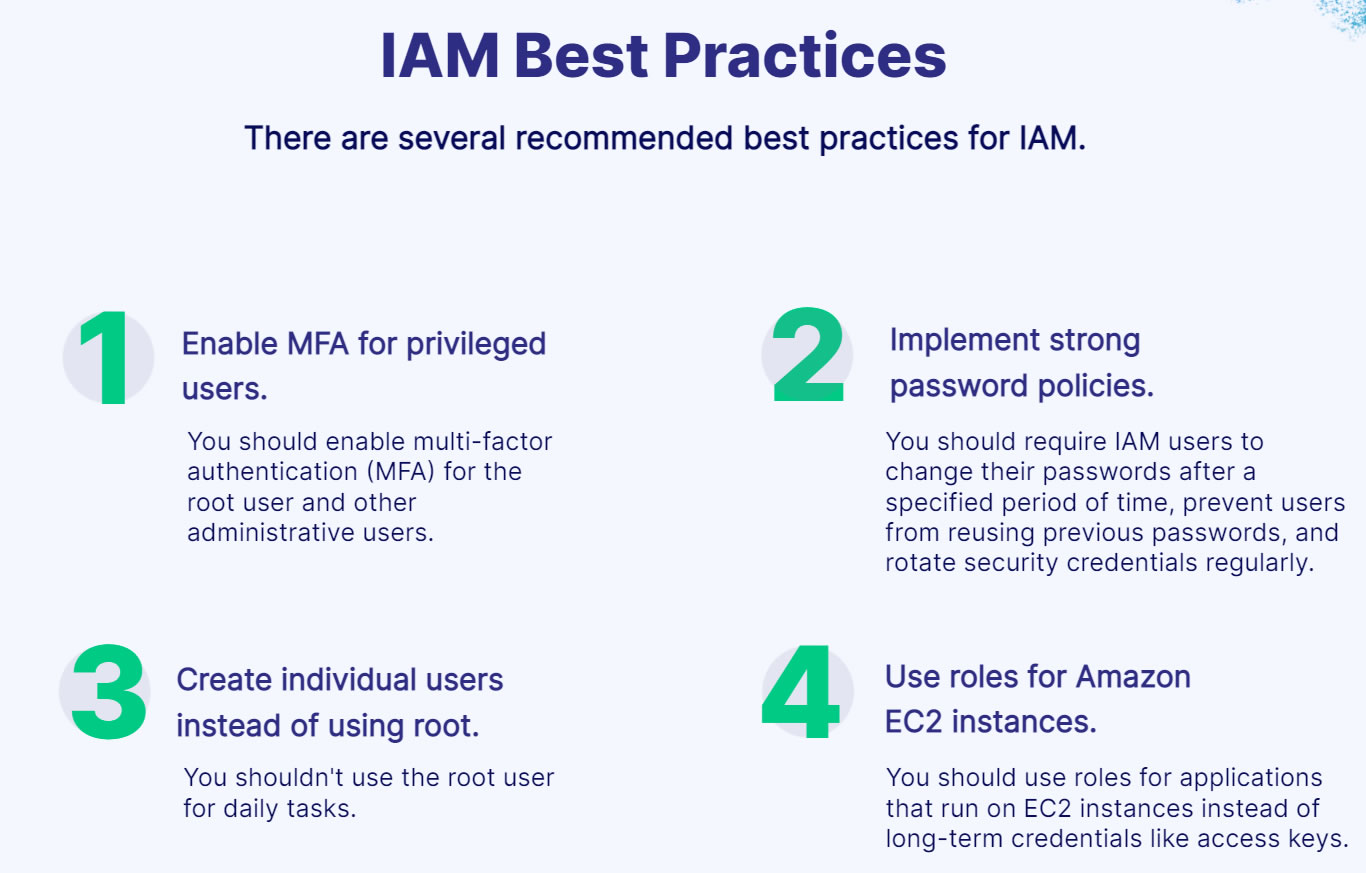 IAM Best Practices
There are several recommended best practices for IAM.
1
Enable MFA for privileged
users.
You should enable multi-factor
authentication (MFA) for the
root user and other
administrative users.
2
Implement strong
password policies.
You should require IAM users to
change their passwords after a
specified period of time, prevent users
from reusing previous passwords, and
rotate security credentials regularly.
3
Create individual users
instead of using root.
You shouldn't use the root user
for daily tasks.
4
Use roles for Amazon
EC2 instances.
You should use roles for applications
that run on EC2 instances instead of
long-term credentials like access keys.